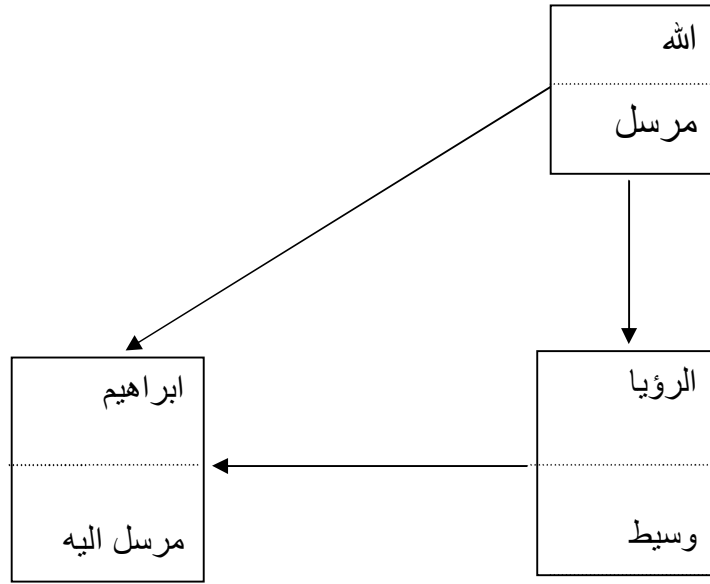 الله
مرسل
الرؤيا
وسيط
ابراهيم
مرسل اليه